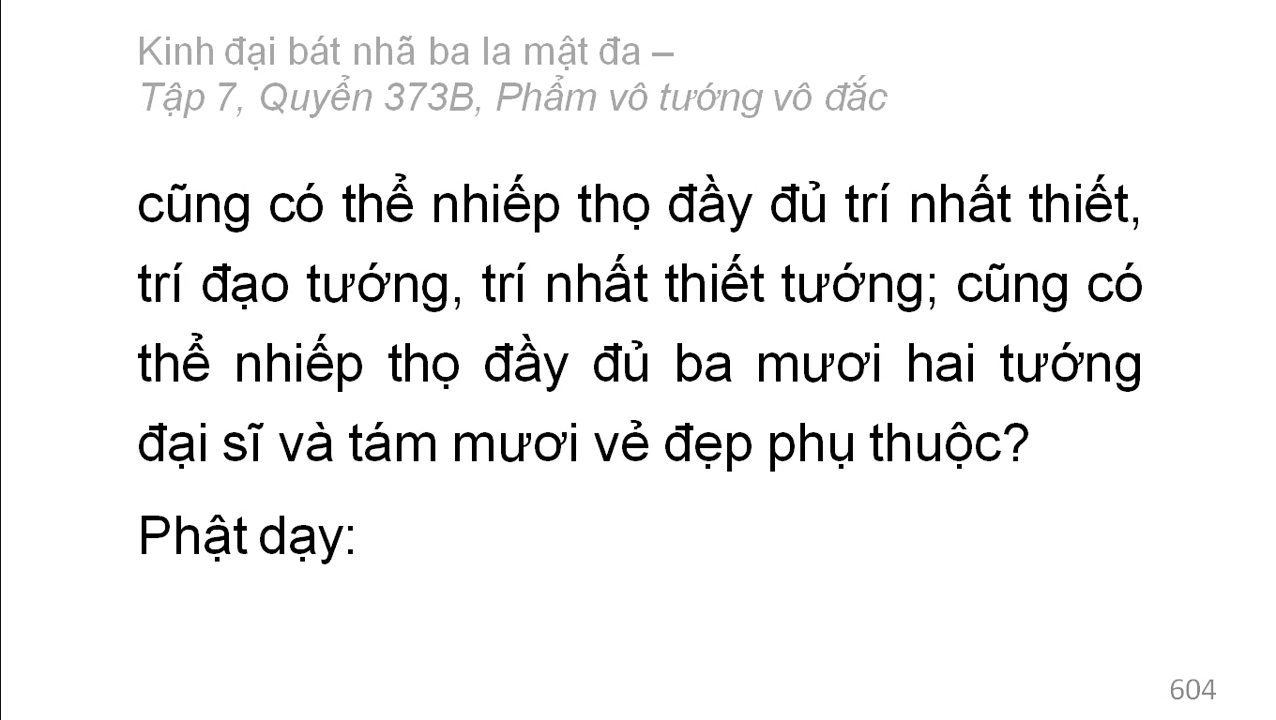 Kinh đại bát nhã ba la mật đa –
Tập 7, Quyển 373B, Phẩm vô tướng vô đắc
cũng có thể nhiếp thọ đầy đủ trí nhất thiết,
trí đạo tướng, trí nhất thiết tướng; cũng có
thể nhiếp thọ đầy đủ ba mươi hai tướng
đại sĩ và tám mươi vẻ đẹp phụ thuộc?
Phật dạy:
604